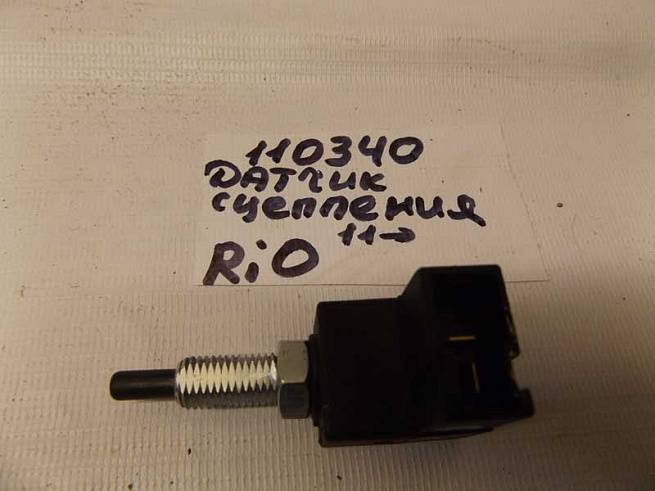 110340
ДАТЧИК
сцепления
11→
RiO